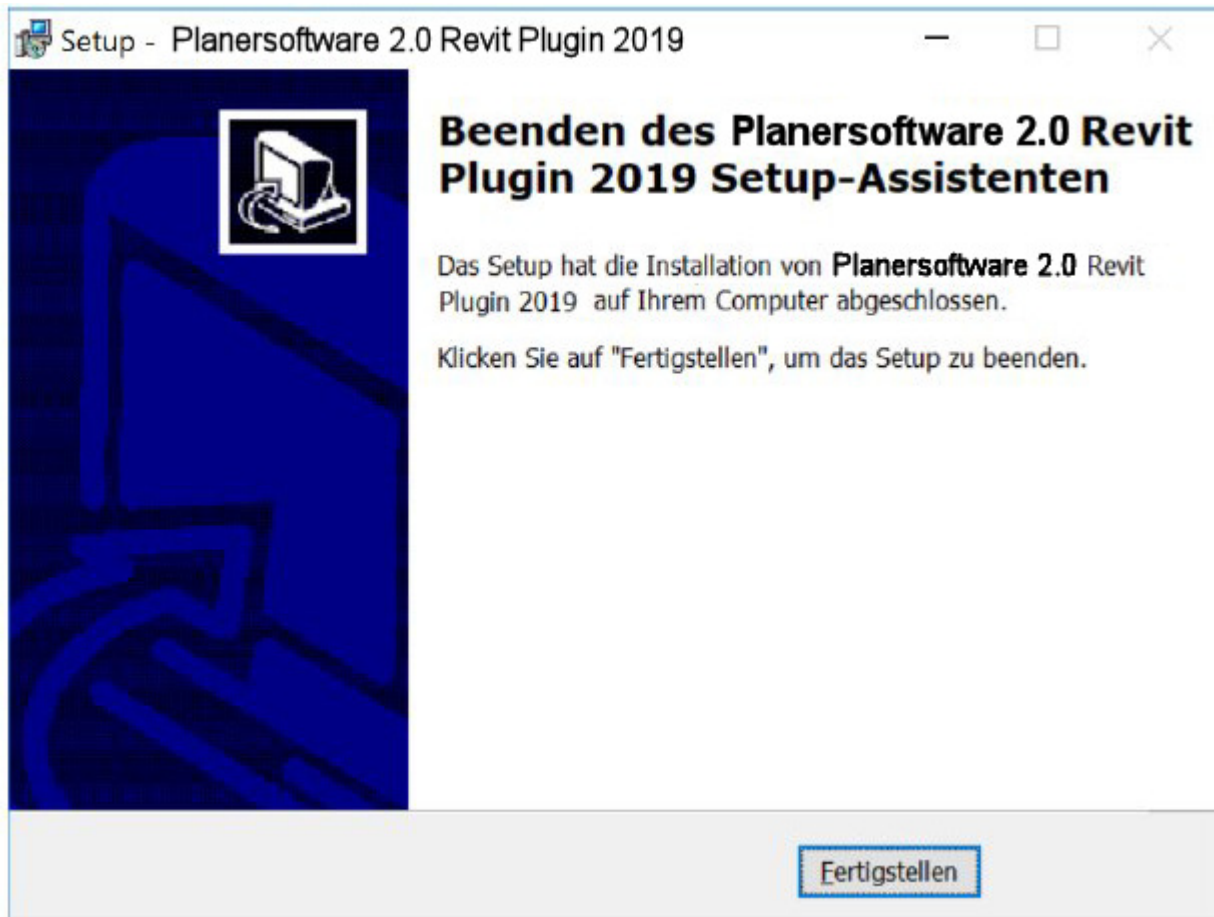 Setup - Planersoftware 2.0 Revit Plugin 2019
Beenden des Planersoftware 2.0 Revit
Plugin 2019 Setup-Assistenten
Das Setup hat die Installation von Planersoftware 2.0 Revit
Plugin 2019 auf Ihrem Computer abgeschlossen.
Klicken Sie auf "Fertigstellen", um das Setup zu beenden.
Fertigstellen